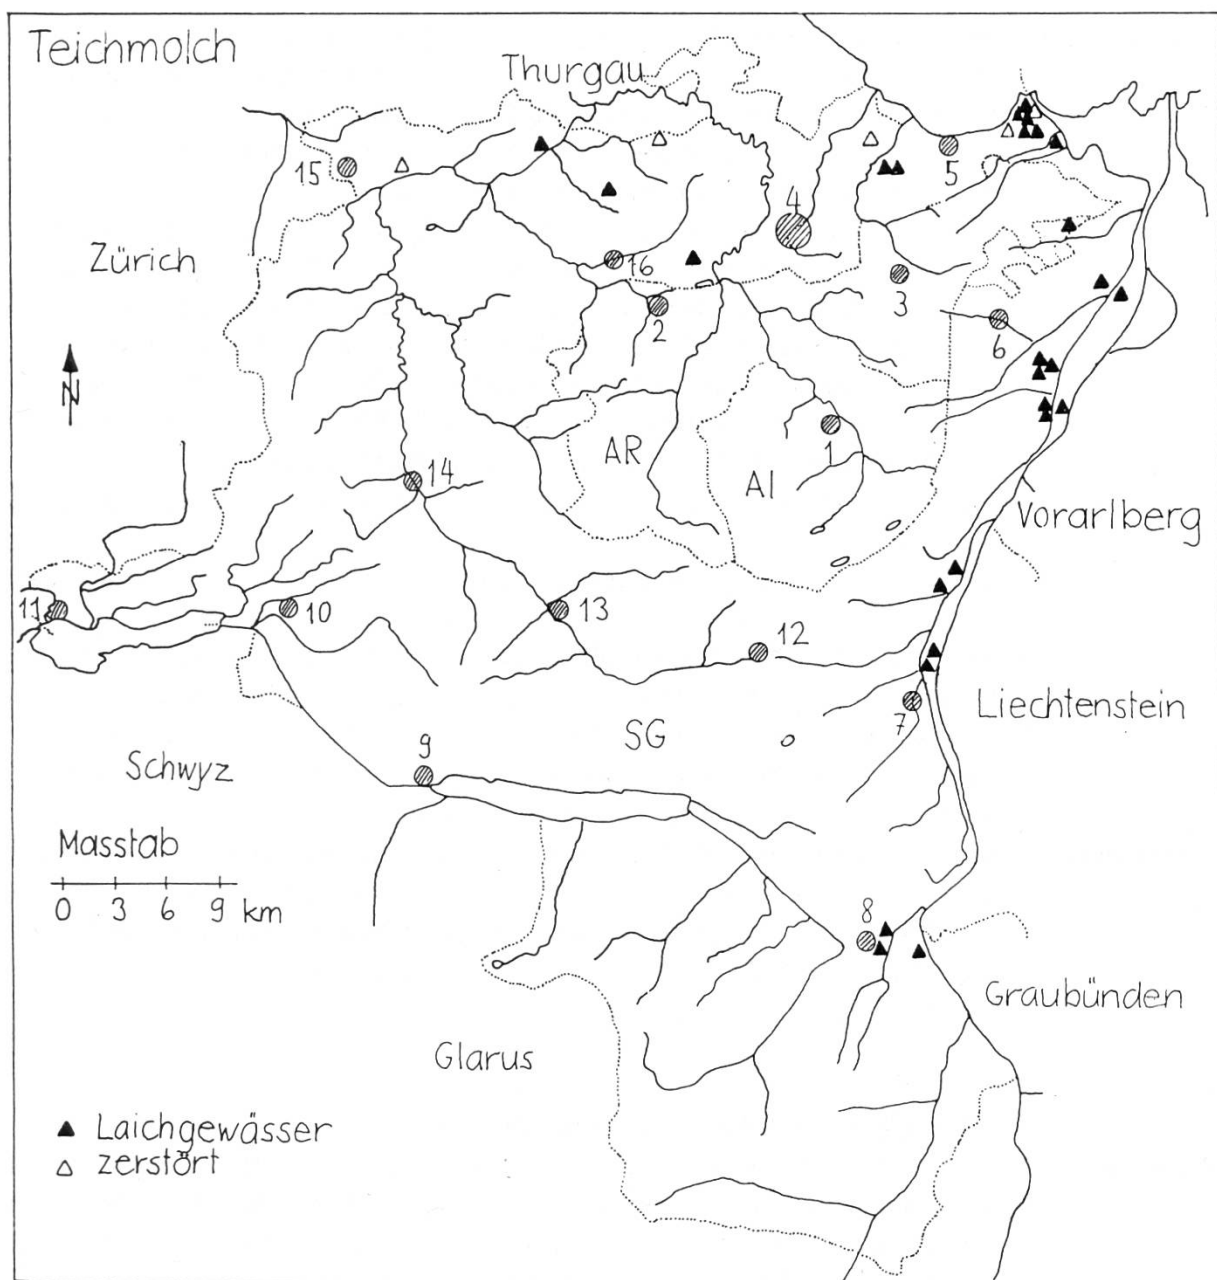 Teichmolch
Thurgau
15
5
4
Zürich
16
3
2
6
N
AR
1
14
AI
Vorarlberg
11
10
13
12
Liechtenstein
7
SG
9
Schwyz
Masstab
0 3 6 9 km
8
Graubünden
Glarus
Laichgewässer
zerstört